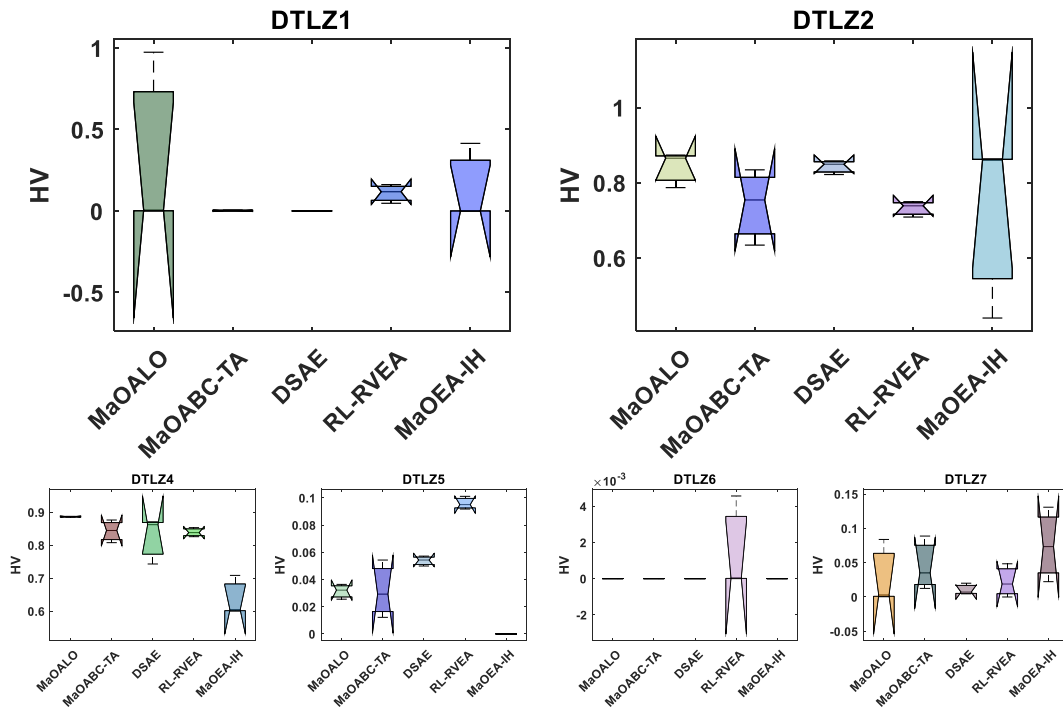 DTLZ1
DTLZ2
HV
1
0.5
0
-0.5
HV
1
0.8
0.6
MaOALO
MaOABC-TA
DSAE
RL-RVEA
MaOEA-IH
MaOALO
MaOABC-TA
DSAE
RL-RVEA
MaOEA-IH
DTLZ4
HV
0.9
0.8
0.7
0.6
MaOALO
MaOABC-TA
DSAE
RL-RVEA
MaOEA-IH
DTLZ5
HV
0.1
0.08
0.06
0.04
0.02
0
MaOALO
MaOABC-TA
DSAE
RL-RVEA
MaOEA-IH
×10⁻³
DTLZ6
HV
4
2
0
-2
MaOALO
MaOABC-TA
DSAE
RL-RVEA
MaOEA-IH
DTLZ7
HV
0.15
0.1
0.05
0
-0.05
MaOALO
MaOABC-TA
DSAE
RL-RVEA
MaOEA-IH